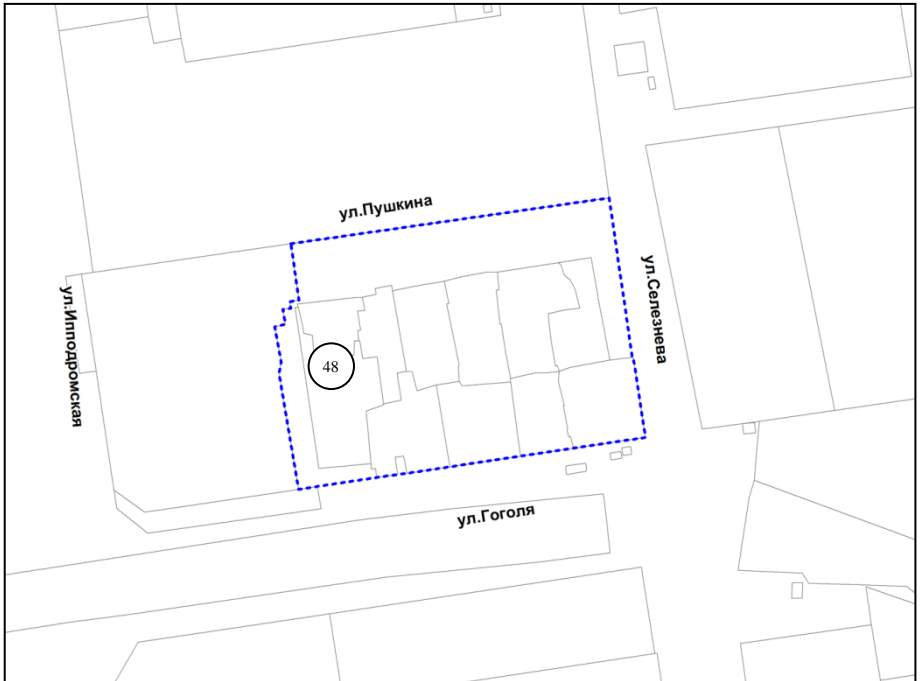 ул.Пушкина
ул.Селезнева
ул.Ипподромская
48
ул.Гоголя